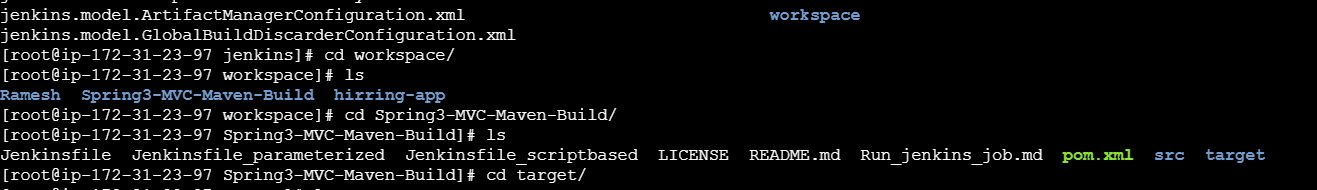 jenkins.model.ArtifactManagerConfiguration.xml workspace
jenkins.model.GlobalBuildDiscarderConfiguration.xml
[root@ip-172-31-23-97 jenkins]# cd workspace/
[root@ip-172-31-23-97 workspace]# ls
Ramesh Spring3-MVC-Maven-Build hirring-app
[root@ip-172-31-23-97 workspace]# cd Spring3-MVC-Maven-Build/
[root@ip-172-31-23-97 Spring3-MVC-Maven-Build]# ls
Jenkinsfile Jenkinsfile_parameterized Jenkinsfile_scriptbased LICENSE README.md Run_jenkins_job.md pom.xml src target
[root@ip-172-31-23-97 Spring3-MVC-Maven-Build]# cd target/